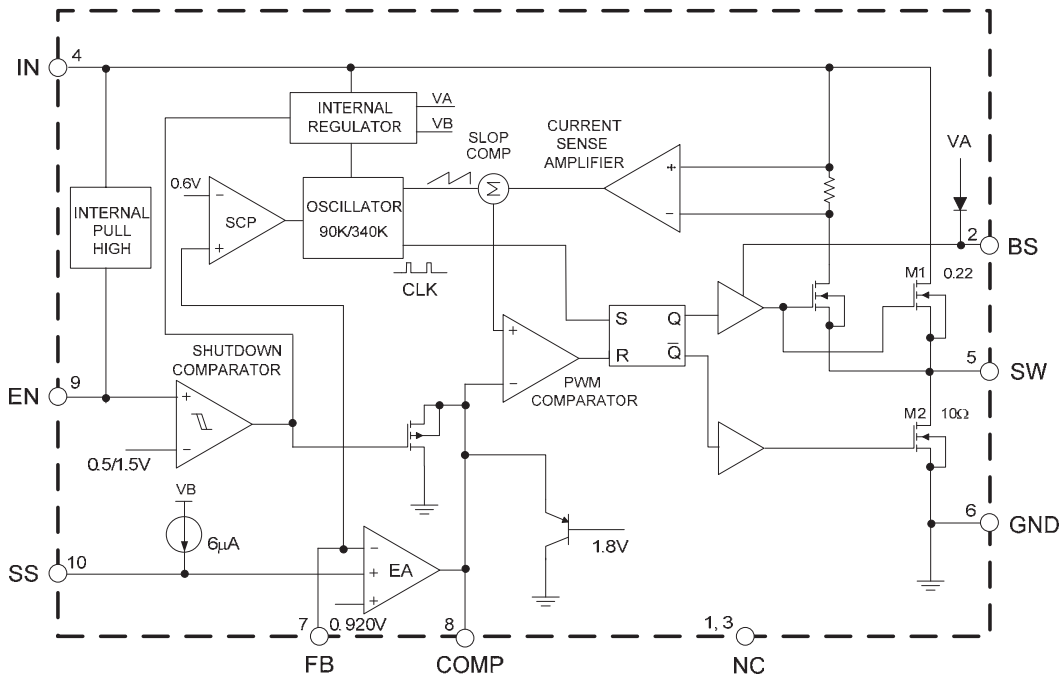 IN
4
INTERNAL
REGULATOR
VA
VB
SLOP
COMP
CURRENT
SENSE
AMPLIFIER
VA
0.6V
SCP
OSCILLATOR
90K/340K
Σ
+
−
INTERNAL
PULL
HIGH
−
+
CLK
2
BS
M1
0.22
S
Q
R
Q̅
+
−
PWM
COMPARATOR
5
SW
SHUTDOWN
COMPARATOR
EN
9
+
−
0.5/1.5V
M2
10Ω
VB
6μA
1.8V
6
GND
SS
10
−
+
+
EA
0.920V
7
FB
8
COMP
1, 3
NC